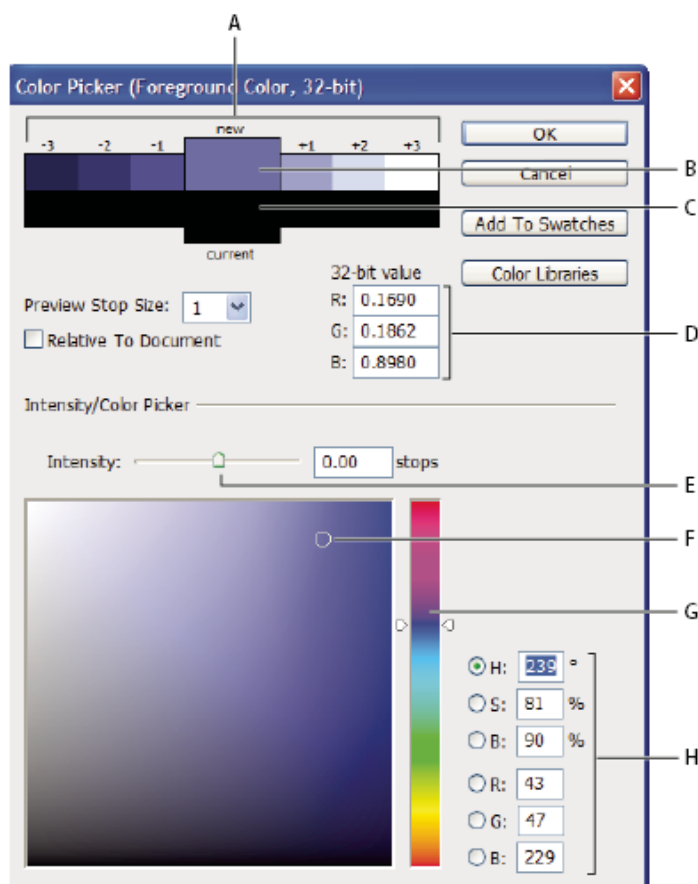 A
Color Picker (Foreground Color, 32-bit)
new
-3 -2 -1 +1 +2 +3
OK
B
Cancel
C
Add To Swatches
current
32-bit value
Color Libraries
Preview Stop Size: 1
R: 0.1690
Relative To Document
G: 0.1862
D
B: 0.8980
Intensity/Color Picker
Intensity: 0.00 stops
E
F
G
H: 239 °
S: 81 %
B: 90 %
H
R: 43
G: 47
B: 229